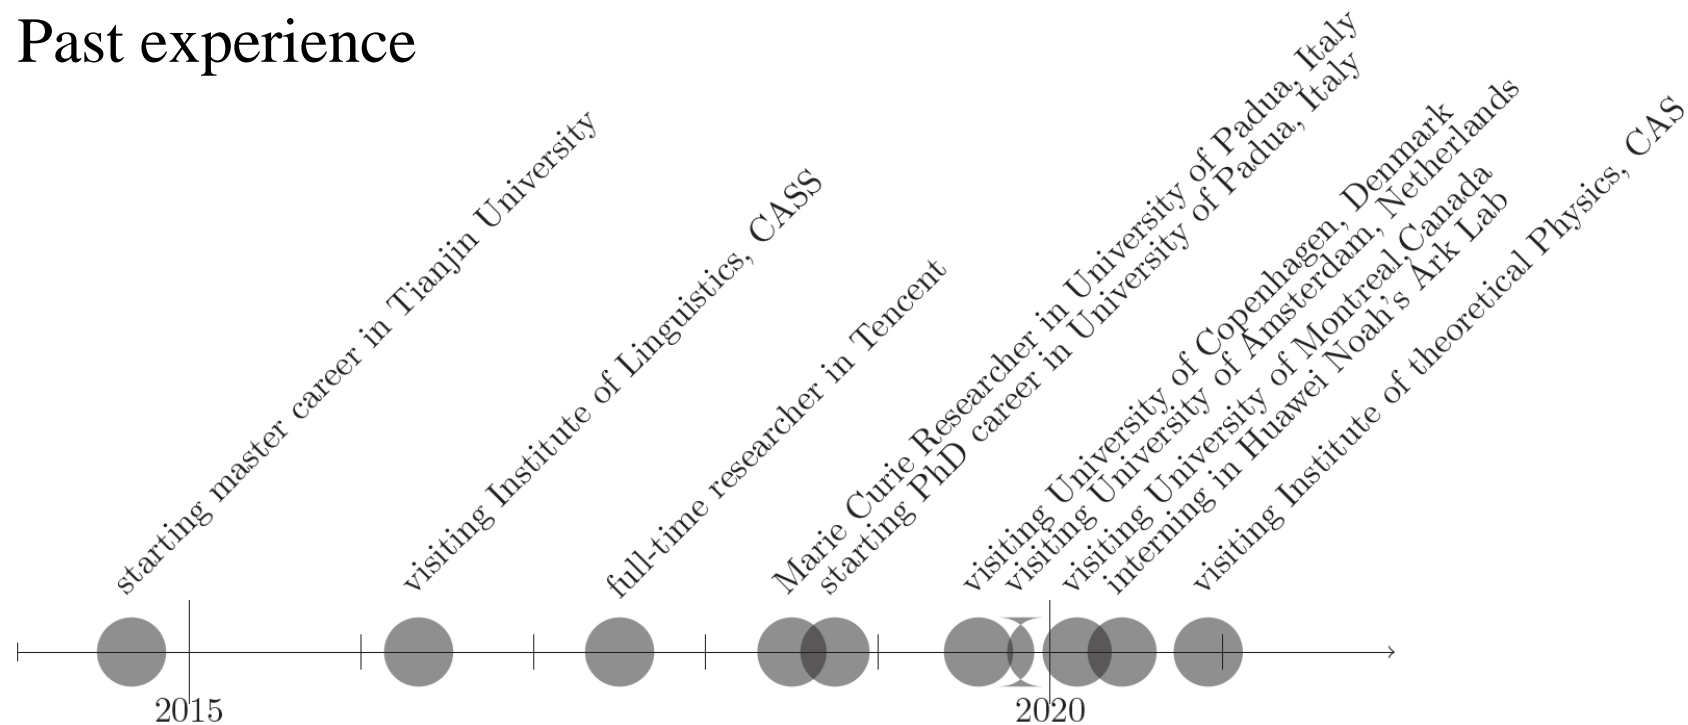 Past experience
starting master career in Tianjin University
visiting Institute of Linguistics, CASS
full-time researcher in Tencent
Marie Curie Researcher in University of Padua, Italy
starting PhD career in University of Padua, Italy
visiting University of Copenhagen, Denmark
visiting University of Amsterdam, Netherlands
visiting University of Montreal,Canada
interning in Huawei Noah's Ark Lab
visiting Institute of theoretical Physics, CAS
2015
2020